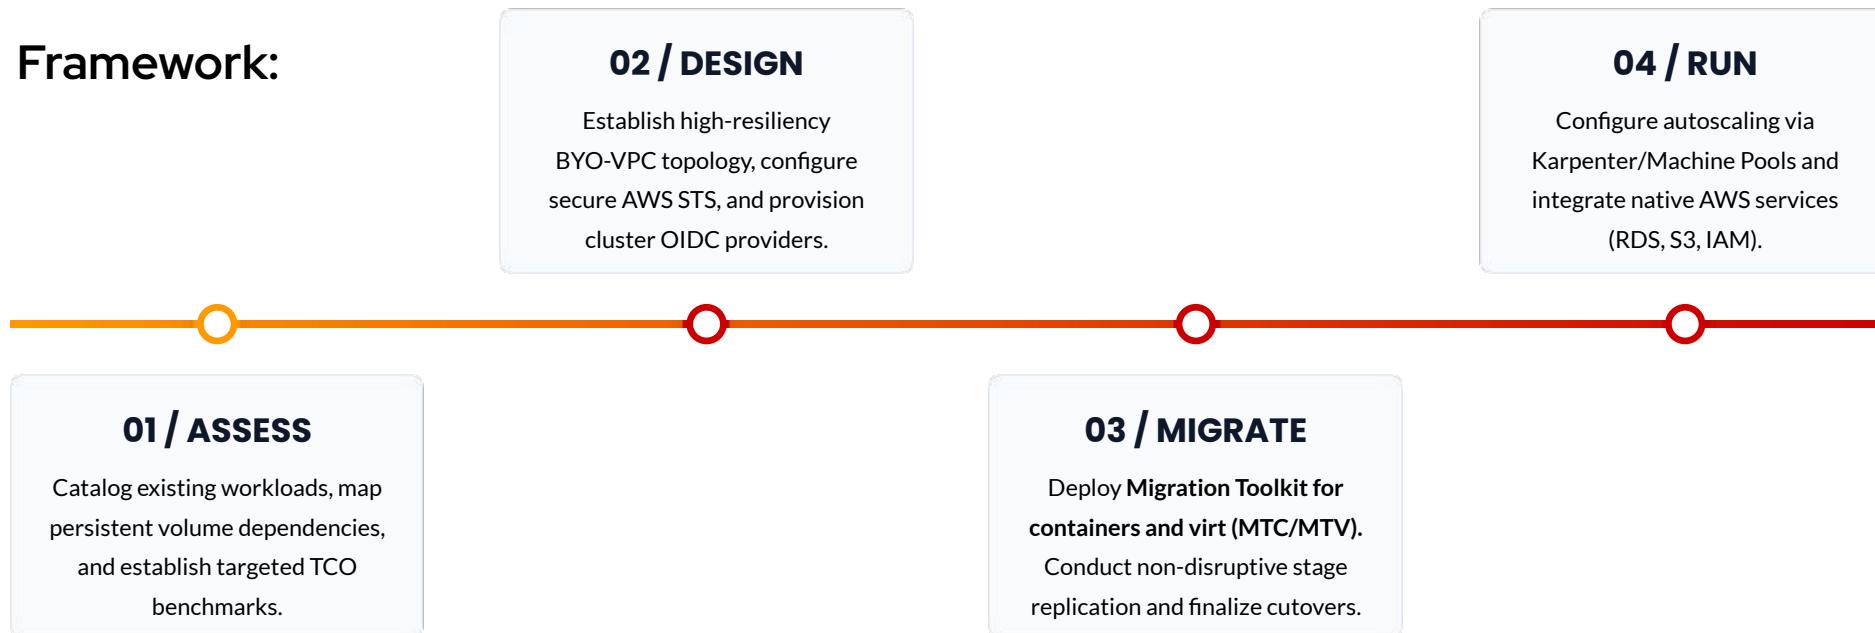 Framework:
01 / ASSESS
Catalog existing workloads, map
persistent volume dependencies,
and establish targeted TCO
benchmarks.
02 / DESIGN
Establish high-resiliency
BYO-VPC topology, configure
secure AWS STS, and provision
cluster OIDC providers.
03 / MIGRATE
Deploy Migration Toolkit for
containers and virt (MTC/MTV).
Conduct non-disruptive stage
replication and finalize cutovers.
04 / RUN
Configure autoscaling via
Karpenter/Machine Pools and
integrate native AWS services
(RDS, S3, IAM).